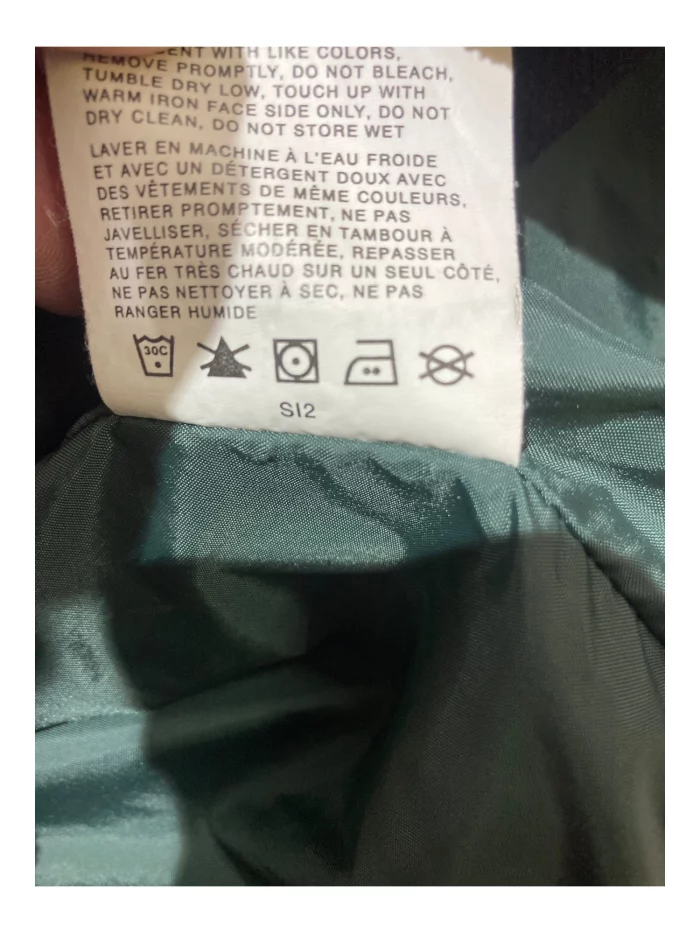 WITH LIKE COLORS,
REMOVE PROMPTLY, DO NOT BLEACH,
TUMBLE DRY LOW, TOUCH UP WITH
WARM IRON FACE SIDE ONLY, DO NOT
DRY CLEAN, DO NOT STORE WET
LAVER EN MACHINE À L'EAU FROIDE
ET AVEC UN DÉTERGENT DOUX AVEC
DES VÊTEMENTS DE MÊME COULEURS,
RETIRER PROMPTEMENT, NE PAS
JAVELLISER, SÉCHER EN TAMBOUR À
TEMPÉRATURE MODÉRÉE, REPASSER
AU FER TRÈS CHAUD SUR UN SEUL CÔTÉ,
NE PAS NETTOYER À SEC, NE PAS
RANGER HUMIDE
30C
SI2